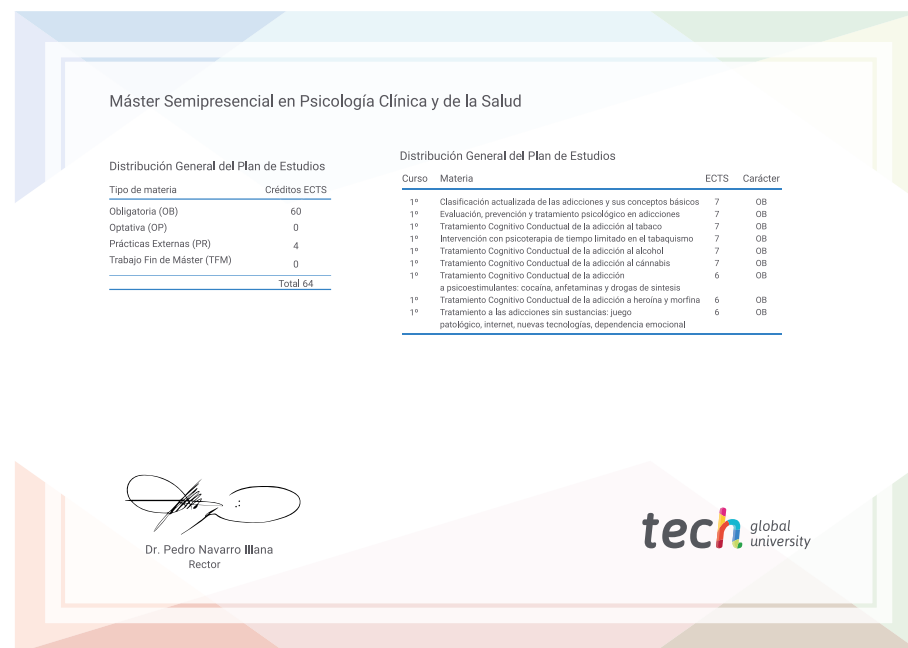 Máster Semipresencial en Psicología Clínica y de la Salud
Distribución General del Plan de Estudios
Tipo de materia Créditos ECTS
Obligatoria (OB) 60
Optativa (OP) 0
Prácticas Externas (PR) 4
Trabajo Fin de Máster (TFM) 0
Total 64
Distribución General del Plan de Estudios
Curso Materia ECTS Carácter
1º Clasificación actualizada de las adicciones y sus conceptos básicos 7 OB
1º Evaluación, prevención y tratamiento psicológico en adicciones 7 OB
1º Tratamiento Cognitivo Conductual de la adicción al tabaco 7 OB
1º Intervención con psicoterapia de tiempo limitado en el tabaquismo 7 OB
1º Tratamiento Cognitivo Conductual de la adicción al alcohol 7 OB
1º Tratamiento Cognitivo Conductual de la adicción al cánnabis 7 OB
1º Tratamiento Cognitivo Conductual de la adicción 6 OB
a psicoestimulantes: cocaína, anfetaminas y drogas de sintesis
1º Tratamiento Cognitivo Conductual de la adicción a heroína y morfina 6 OB
1º Tratamiento a las adicciones sin sustancias: juego 6 OB
patológico, internet, nuevas tecnologías, dependencia emocional
Dr. Pedro Navarro Illana
Rector
tech global
university